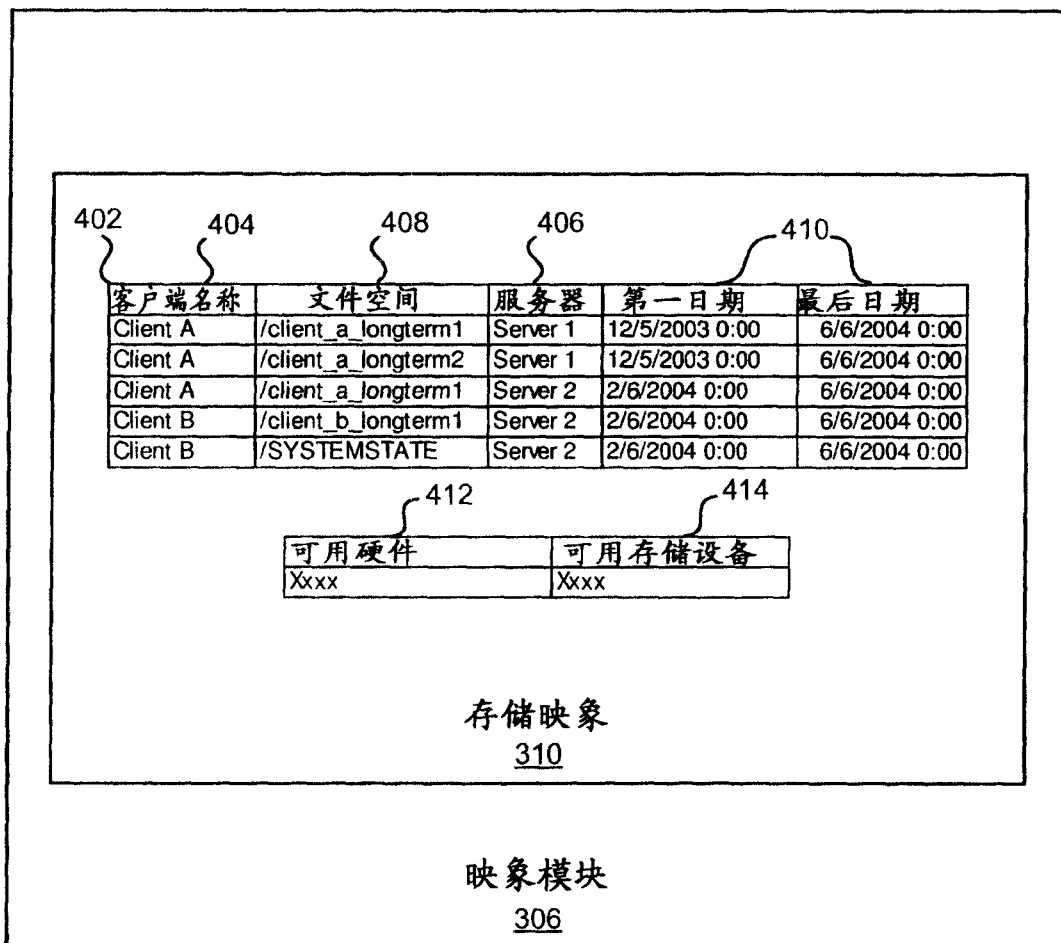 402 404 408 406 410
客户端名称 文件空间 服务器 第一日期 最后日期
Client A /client_a_longterm1 Server 1 12/5/2003 0:00 6/6/2004 0:00
Client A /client_a_longterm2 Server 1 12/5/2003 0:00 6/6/2004 0:00
Client A /client_a_longterm1 Server 2 2/6/2004 0:00 6/6/2004 0:00
Client B /client_b_longterm1 Server 2 2/6/2004 0:00 6/6/2004 0:00
Client B /SYSTEMSTATE Server 2 2/6/2004 0:00 6/6/2004 0:00
412 414
可用硬件 可用存储设备
Xxxx Xxxx
存储映象
310
映象模块
306